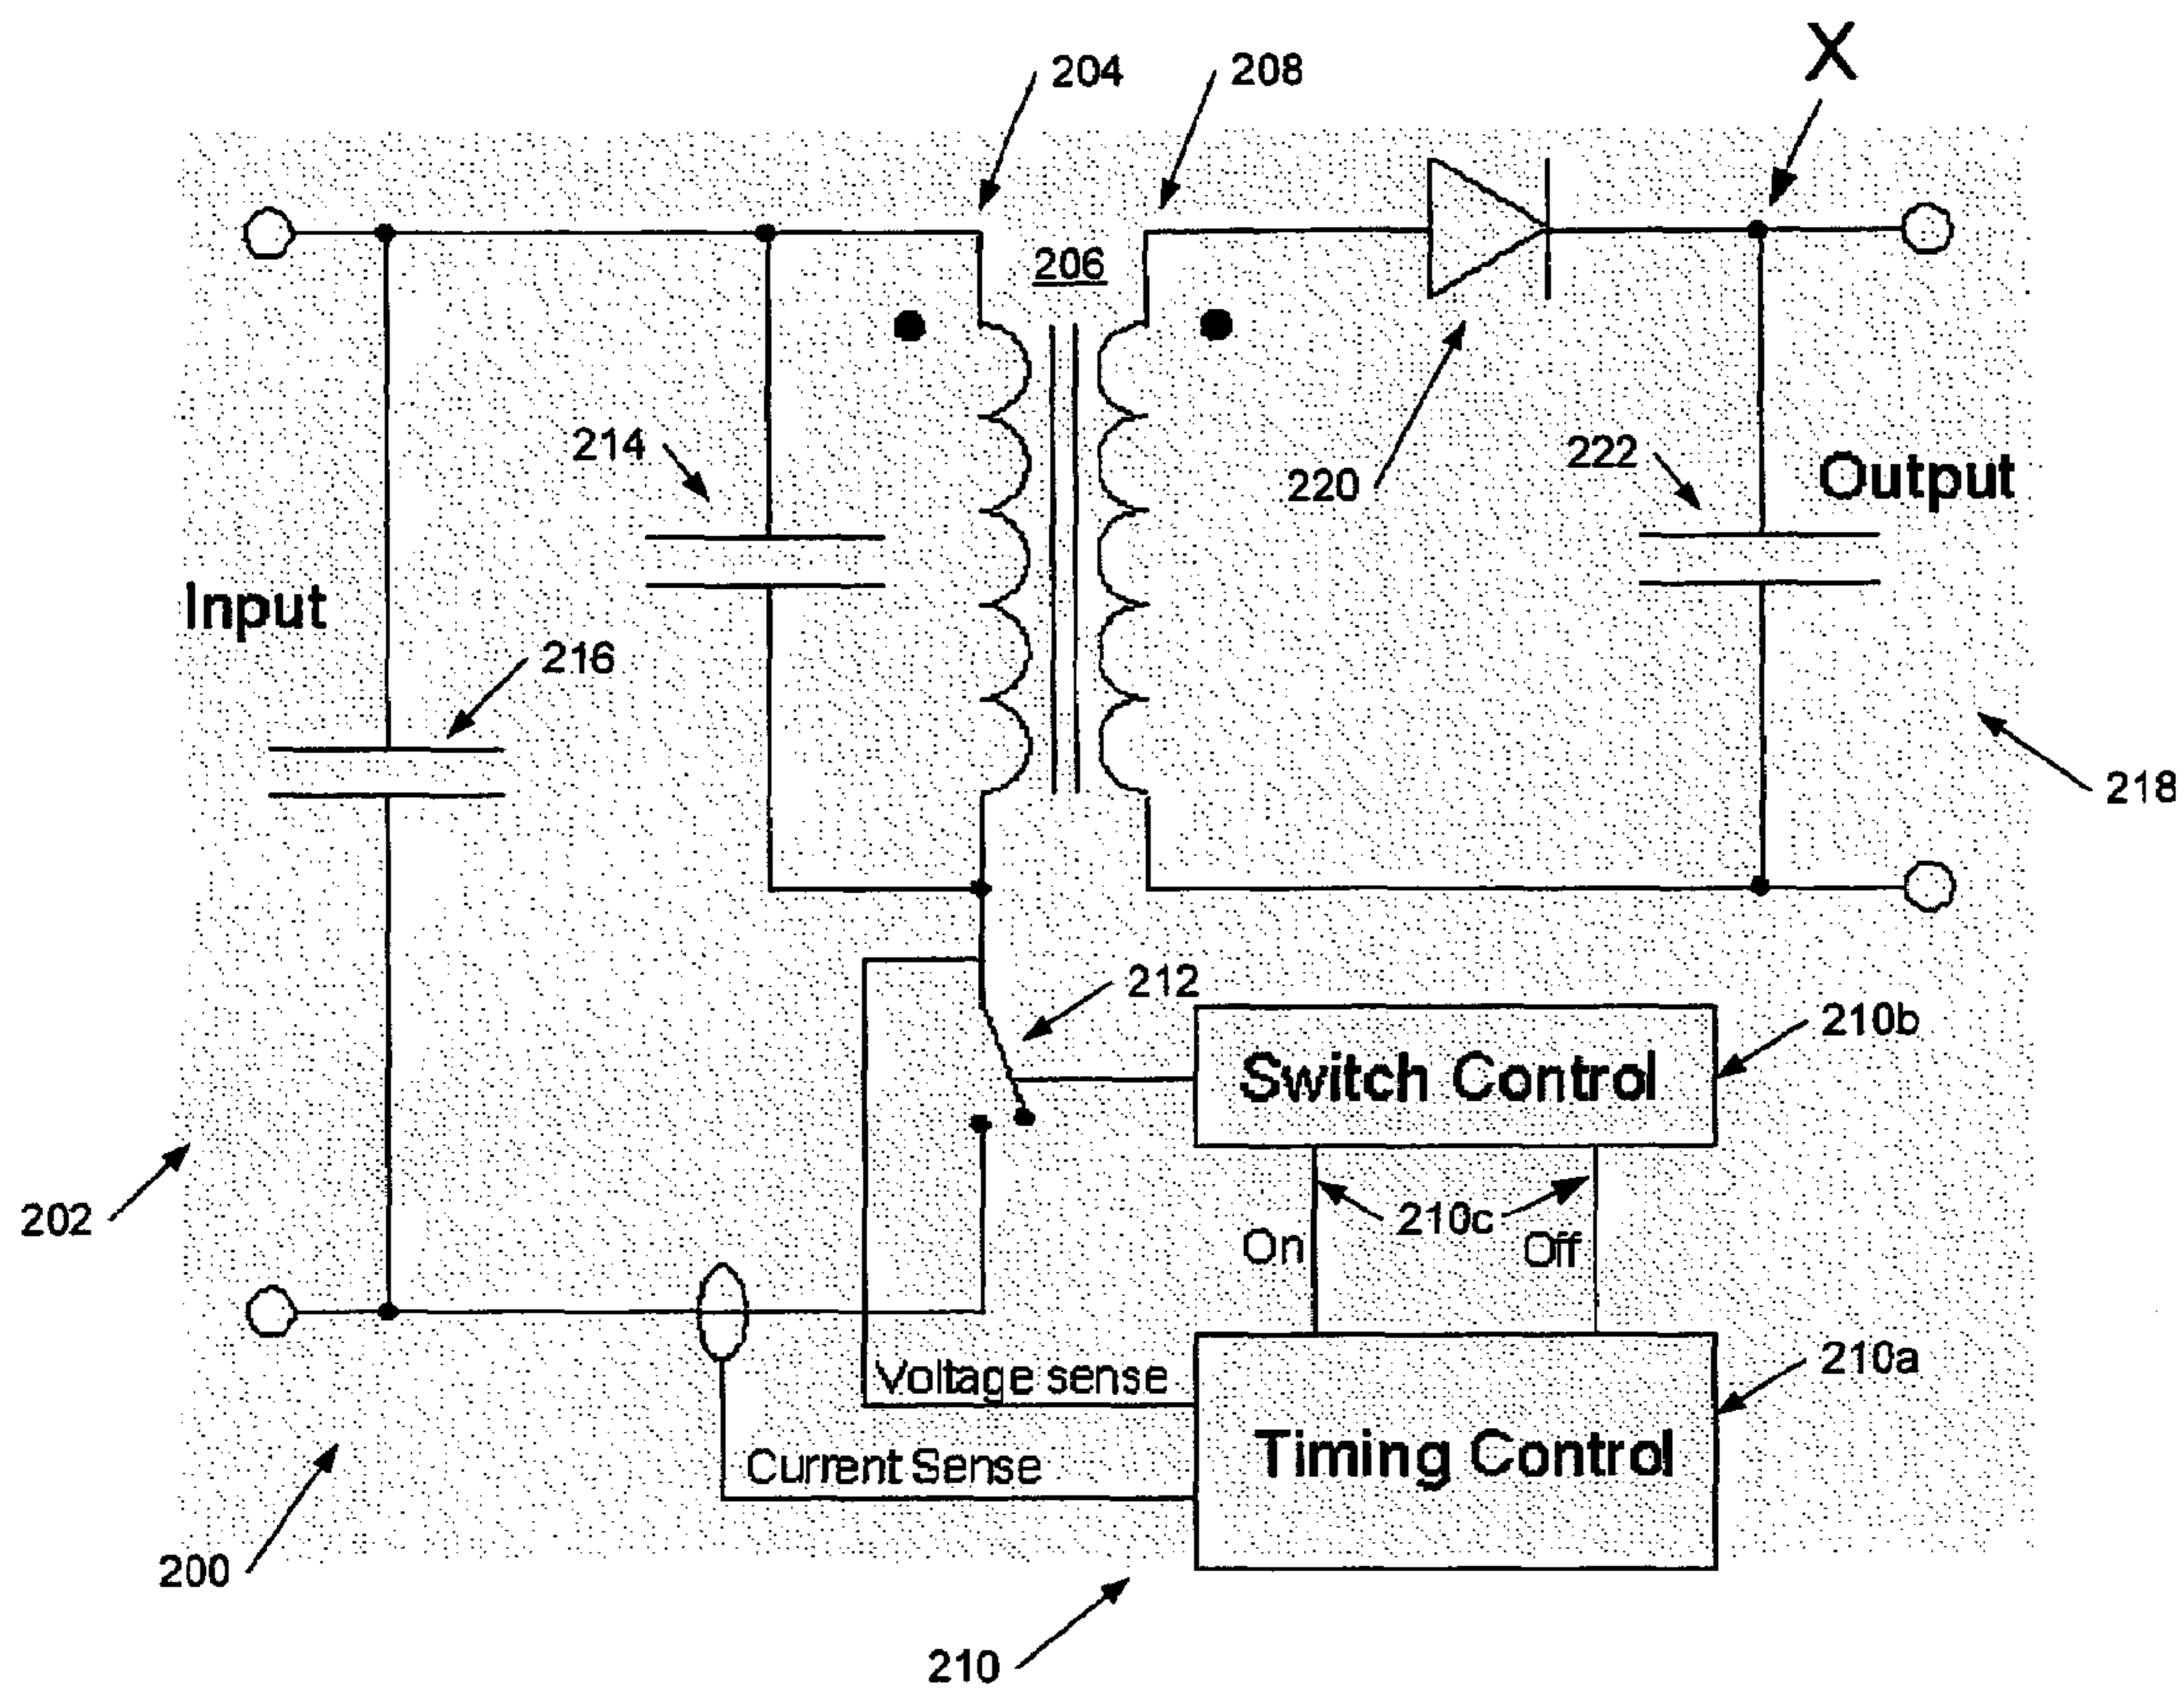 X
204
208
206
214
222
Output
220
Input
216
218
212
210b
Switch Control
202
210c
On
Off
210a
Voltage sense
Timing Control
Current Sense
200
210